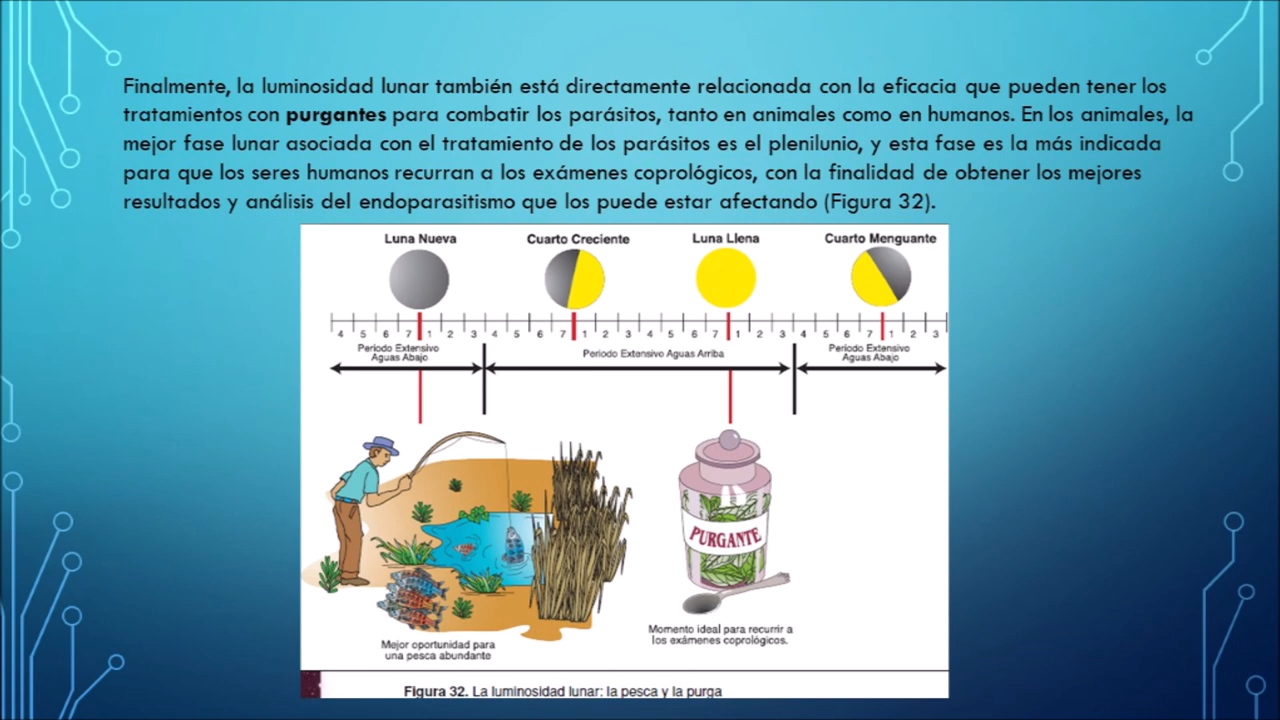 Finalmente, la luminosidad lunar también está directamente relacionada con la eficacia que pueden tener los
tratamientos con purgantes para combatir los parásitos, tanto en animales como en humanos. En los animales, la
mejor fase lunar asociada con el tratamiento de los parásitos es el plenilunio, y esta fase es la más indicada
para que los seres humanos recurran a los exámenes coprológicos, con la finalidad de obtener los mejores
resultados y análisis del endoparasitismo que los puede estar afectando (Figura 32).
Luna Nueva Cuarto Creciente Luna Llena Cuarto Menguante
4 5 6 7 1 2 3 4 5 6 7 1 2 3 4 5 6 7 1 2 3 4 5 6 7 1 2 3
Periodo Extensivo
Aguas Abajo
Periodo Extensivo Aguas Arriba
Periodo Extensivo
Aguas Abajo
PURGANTE
Mejor oportunidad para
una pesca abundante
Momento ideal para recurrir a
los exámenes coprológicos.
Figura 32. La luminosidad lunar: la pesca y la purga